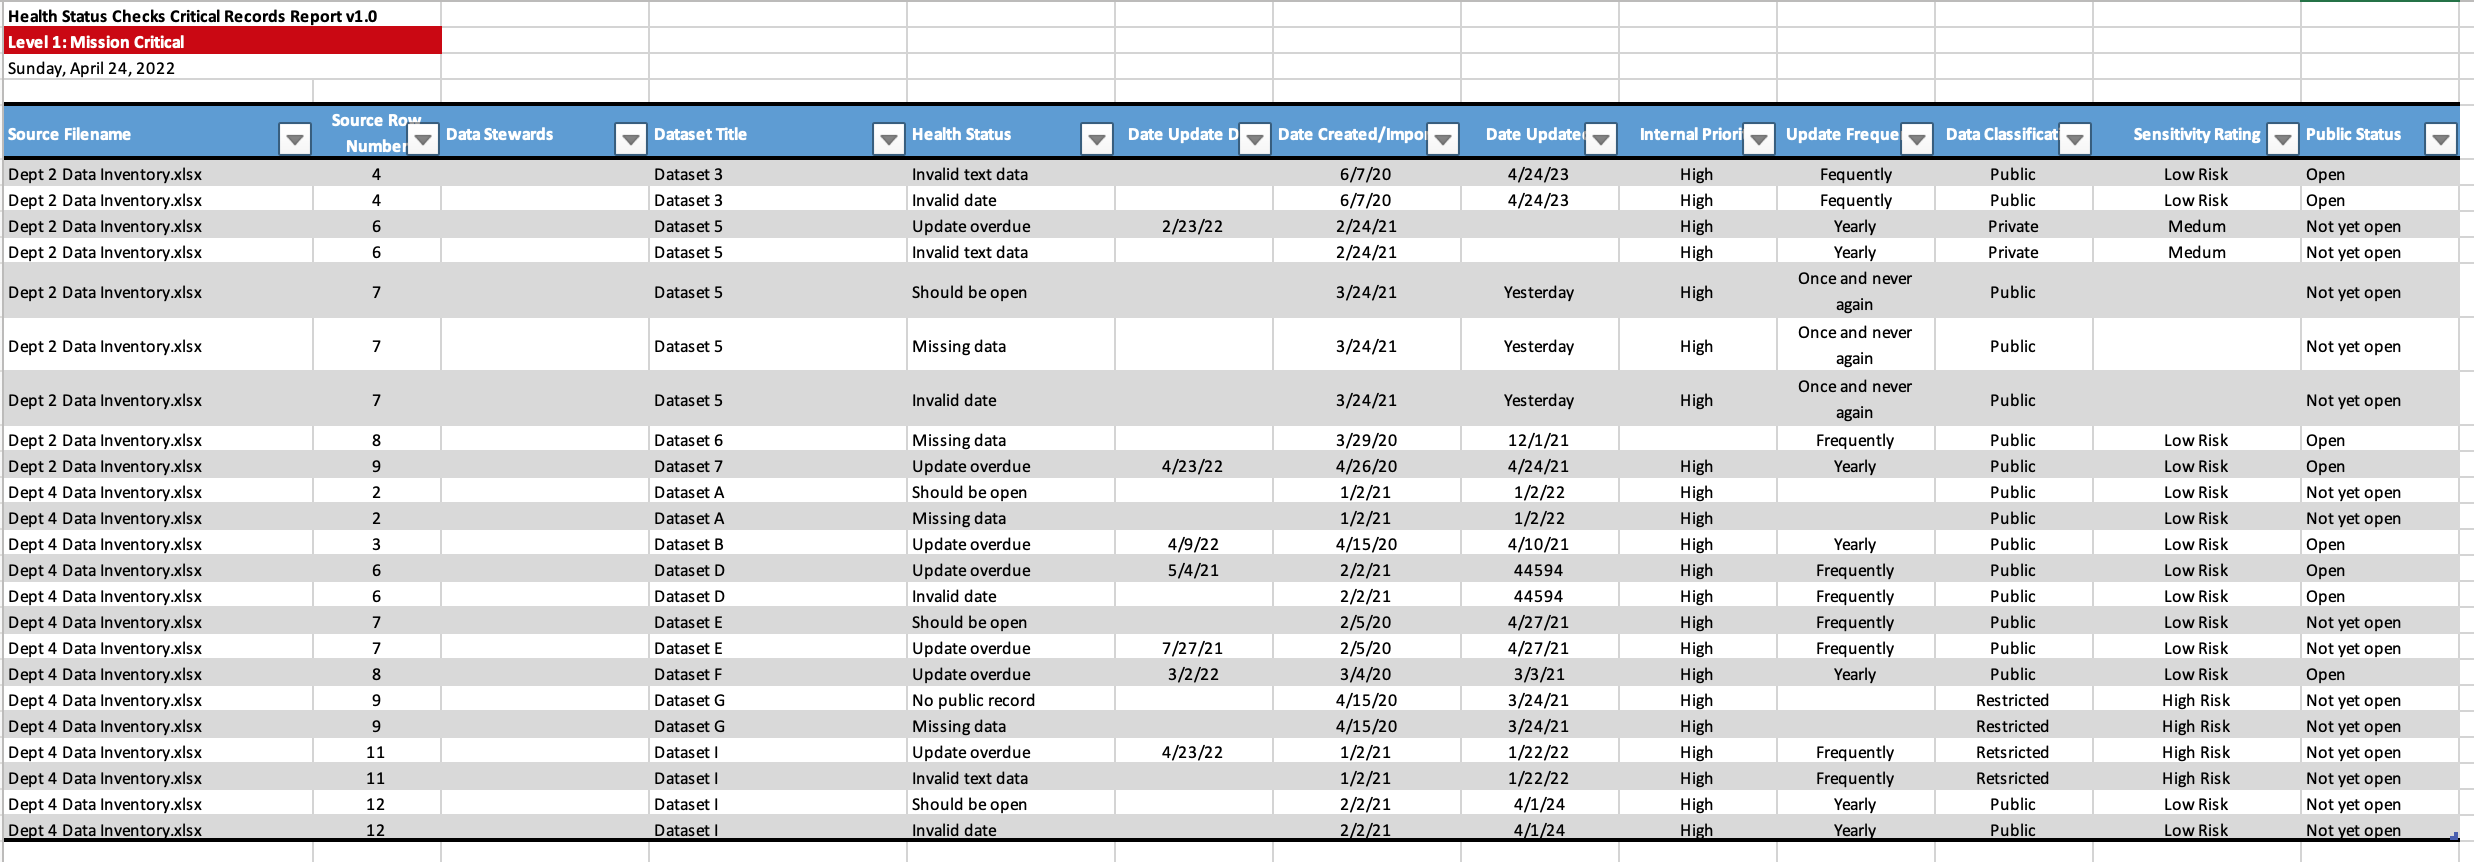 Health Status Checks Critical Records Report v1.0
Level 1: Mission Critical
Sunday, April 24, 2022
Source Filename Source Row Number Data Stewards Dataset Title Health Status Date Update D Date Created/Impor Date Updated Internal Priori Update Freque Data Classificat Sensitivity Rating Public Status
Dept 2 Data Inventory.xlsx 4 Dataset 3 Invalid text data 6/7/20 4/24/23 High Fequently Public Low Risk Open
Dept 2 Data Inventory.xlsx 4 Dataset 3 Invalid date 6/7/20 4/24/23 High Fequently Public Low Risk Open
Dept 2 Data Inventory.xlsx 6 Dataset 5 Update overdue 2/23/22 2/24/21 High Yearly Private Medum Not yet open
Dept 2 Data Inventory.xlsx 6 Dataset 5 Invalid text data 2/24/21 High Yearly Private Medum Not yet open
Dept 2 Data Inventory.xlsx 7 Dataset 5 Should be open 3/24/21 Yesterday High Once and never again Public Not yet open
Dept 2 Data Inventory.xlsx 7 Dataset 5 Missing data 3/24/21 Yesterday High Once and never again Public Not yet open
Dept 2 Data Inventory.xlsx 7 Dataset 5 Invalid date 3/24/21 Yesterday High Once and never again Public Not yet open
Dept 2 Data Inventory.xlsx 8 Dataset 6 Missing data 3/29/20 12/1/21 Frequently Public Low Risk Open
Dept 2 Data Inventory.xlsx 9 Dataset 7 Update overdue 4/23/22 4/26/20 4/24/21 High Yearly Public Low Risk Open
Dept 4 Data Inventory.xlsx 2 Dataset A Should be open 1/2/21 1/2/22 High Public Low Risk Not yet open
Dept 4 Data Inventory.xlsx 2 Dataset A Missing data 1/2/21 1/2/22 High Public Low Risk Not yet open
Dept 4 Data Inventory.xlsx 3 Dataset B Update overdue 4/9/22 4/15/20 4/10/21 High Yearly Public Low Risk Open
Dept 4 Data Inventory.xlsx 6 Dataset D Update overdue 5/4/21 2/2/21 44594 High Frequently Public Low Risk Open
Dept 4 Data Inventory.xlsx 6 Dataset D Invalid date 2/2/21 44594 High Frequently Public Low Risk Open
Dept 4 Data Inventory.xlsx 7 Dataset E Should be open 2/5/20 4/27/21 High Frequently Public Low Risk Not yet open
Dept 4 Data Inventory.xlsx 7 Dataset E Update overdue 7/27/21 2/5/20 4/27/21 High Frequently Public Low Risk Not yet open
Dept 4 Data Inventory.xlsx 8 Dataset F Update overdue 3/2/22 3/4/20 3/3/21 High Yearly Public Low Risk Open
Dept 4 Data Inventory.xlsx 9 Dataset G No public record 4/15/20 3/24/21 High Restricted High Risk Not yet open
Dept 4 Data Inventory.xlsx 9 Dataset G Missing data 4/15/20 3/24/21 High Restricted High Risk Not yet open
Dept 4 Data Inventory.xlsx 11 Dataset I Update overdue 4/23/22 1/2/21 1/22/22 High Frequently Retsricted High Risk Not yet open
Dept 4 Data Inventory.xlsx 11 Dataset I Invalid text data 1/2/21 1/22/22 High Frequently Retsricted High Risk Not yet open
Dept 4 Data Inventory.xlsx 12 Dataset I Should be open 2/2/21 4/1/24 High Yearly Public Low Risk Not yet open
Dept 4 Data Inventory.xlsx 12 Dataset I Invalid date 2/2/21 4/1/24 High Yearly Public Low Risk Not yet open